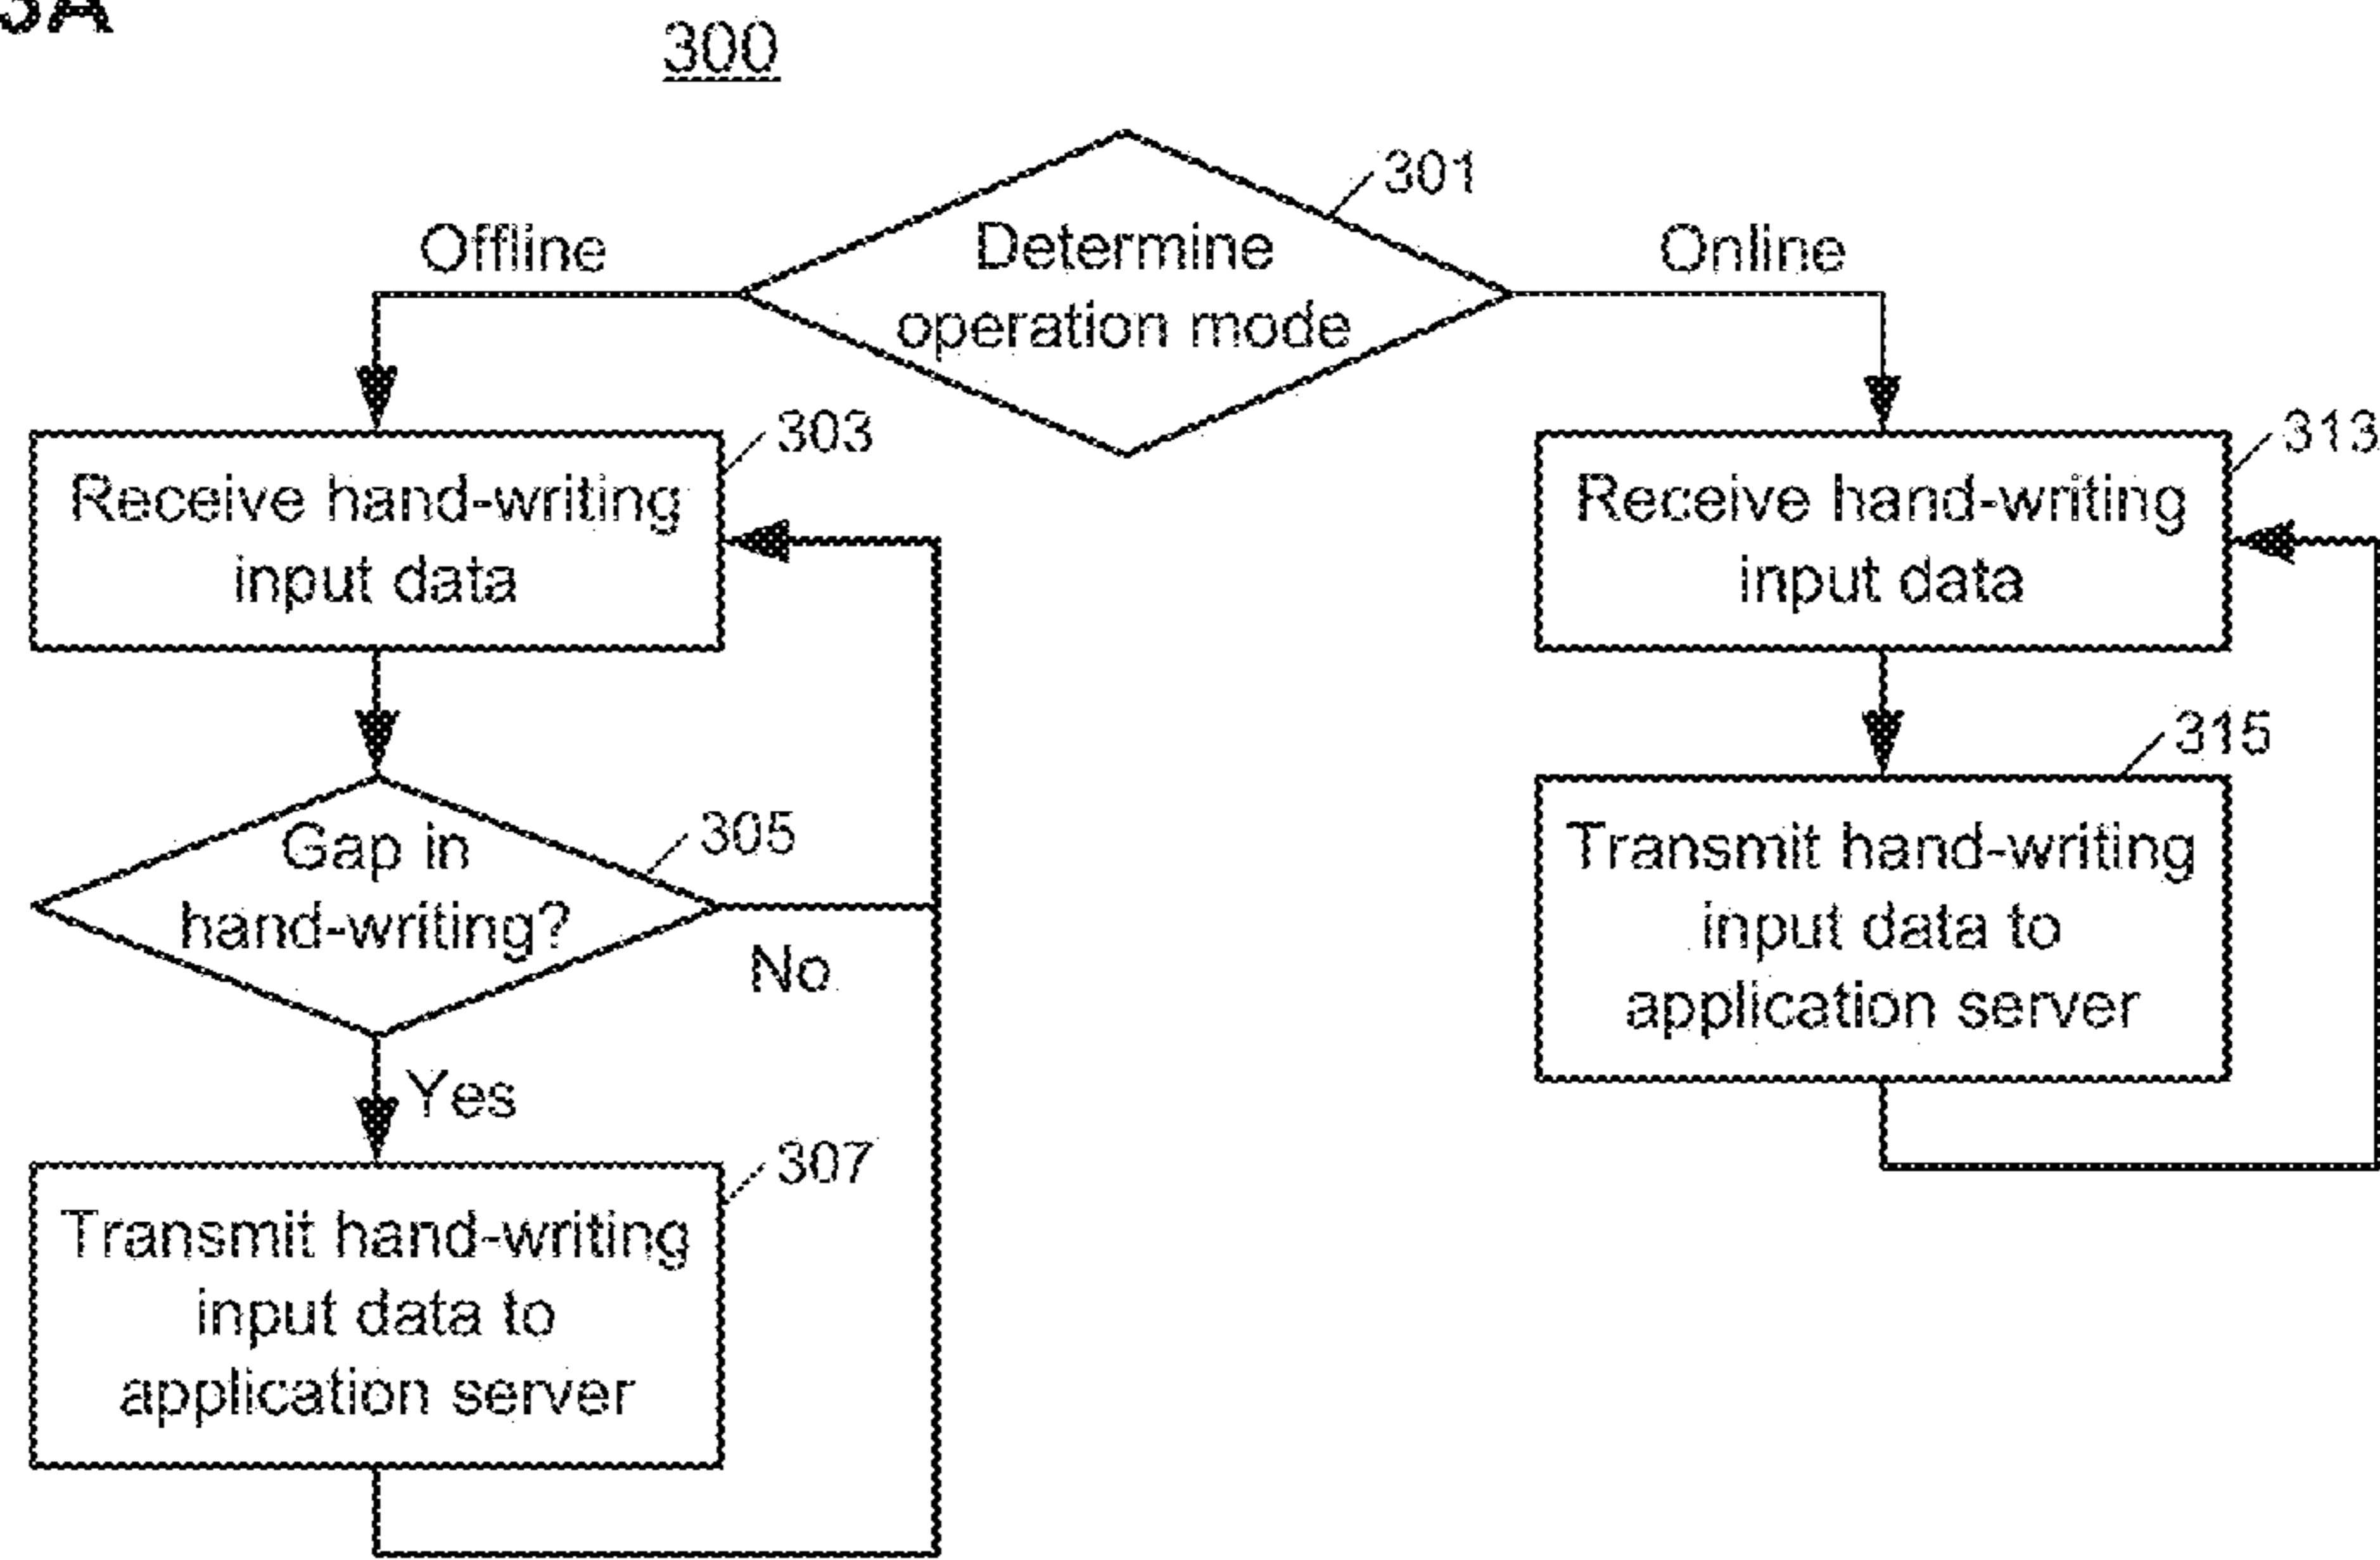 3A
300
301
Determine
operation mode
Offline
Online
303
Receive hand-writing
input data
313
Receive hand-writing
input data
305
Gap in
hand-writing?
No
Yes
315
Transmit hand-writing
input data to
application server
307
Transmit hand-writing
input data to
application server